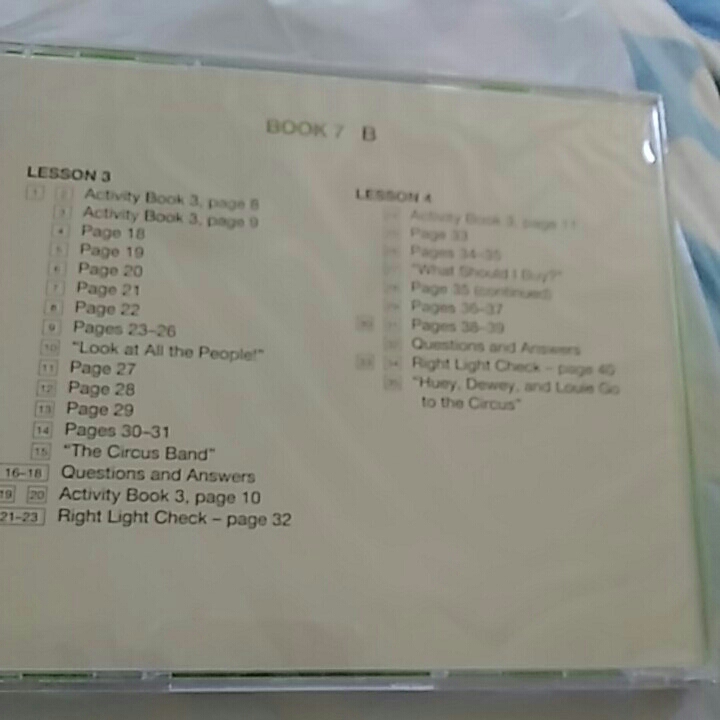 BOOK 7 B
LESSON 3
1 2 Activity Book 3, page 8
3 Activity Book 3, page 9
4 Page 18
5 Page 19
6 Page 20
7 Page 21
8 Page 22
9 Pages 23–26
10 "Look at All the People!"
11 Page 27
12 Page 28
13 Page 29
14 Pages 30–31
15 "The Circus Band"
16–18 Questions and Answers
19 20 Activity Book 3, page 10
21–23 Right Light Check – page 32
LESSON 4
Activity Book 3, page 11
Page 33
Pages 34–35
"What Should I Buy?"
Page 35 (continued)
Pages 36–37
Pages 38–39
Questions and Answers
Right Light Check – page 40
"Huey, Dewey, and Louie Go
to the Circus"